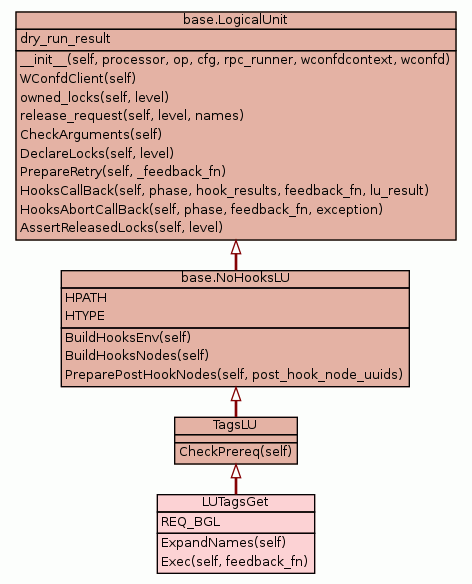 base.LogicalUnit
dry_run_result
__init__(self, processor, op, cfg, rpc_runner, wconfdcontext, wconfd)
WConfdClient(self)
owned_locks(self, level)
release_request(self, level, names)
CheckArguments(self)
DeclareLocks(self, level)
PrepareRetry(self, _feedback_fn)
HooksCallBack(self, phase, hook_results, feedback_fn, lu_result)
HooksAbortCallBack(self, phase, feedback_fn, exception)
AssertReleasedLocks(self, level)
base.NoHooksLU
HPATH
HTYPE
BuildHooksEnv(self)
BuildHooksNodes(self)
PreparePostHookNodes(self, post_hook_node_uuids)
TagsLU
CheckPrereq(self)
LUTagsGet
REQ_BGL
ExpandNames(self)
Exec(self, feedback_fn)